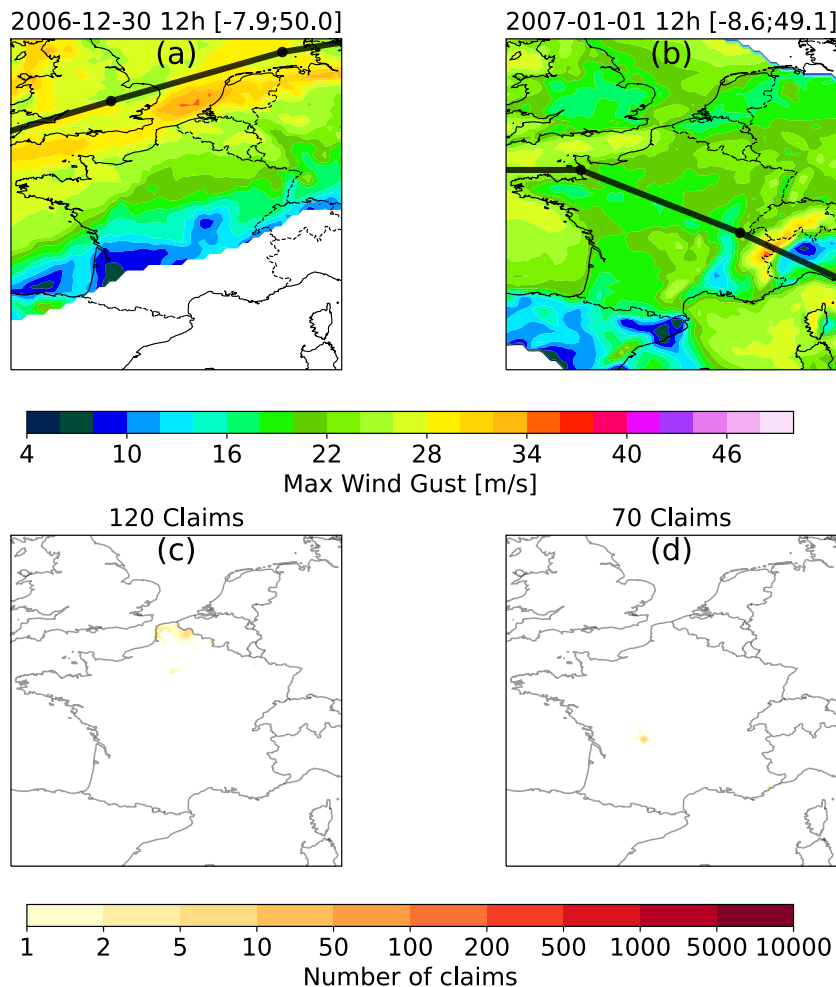 2006-12-30 12h [-7.9;50.0]
2007-01-01 12h [-8.6;49.1]
(a)
(b)
4 10 16 22 28 34 40 46
Max Wind Gust [m/s]
120 Claims
70 Claims
(c)
(d)
1 2 5 10 50 100 200 500 1000 5000 10000
Number of claims